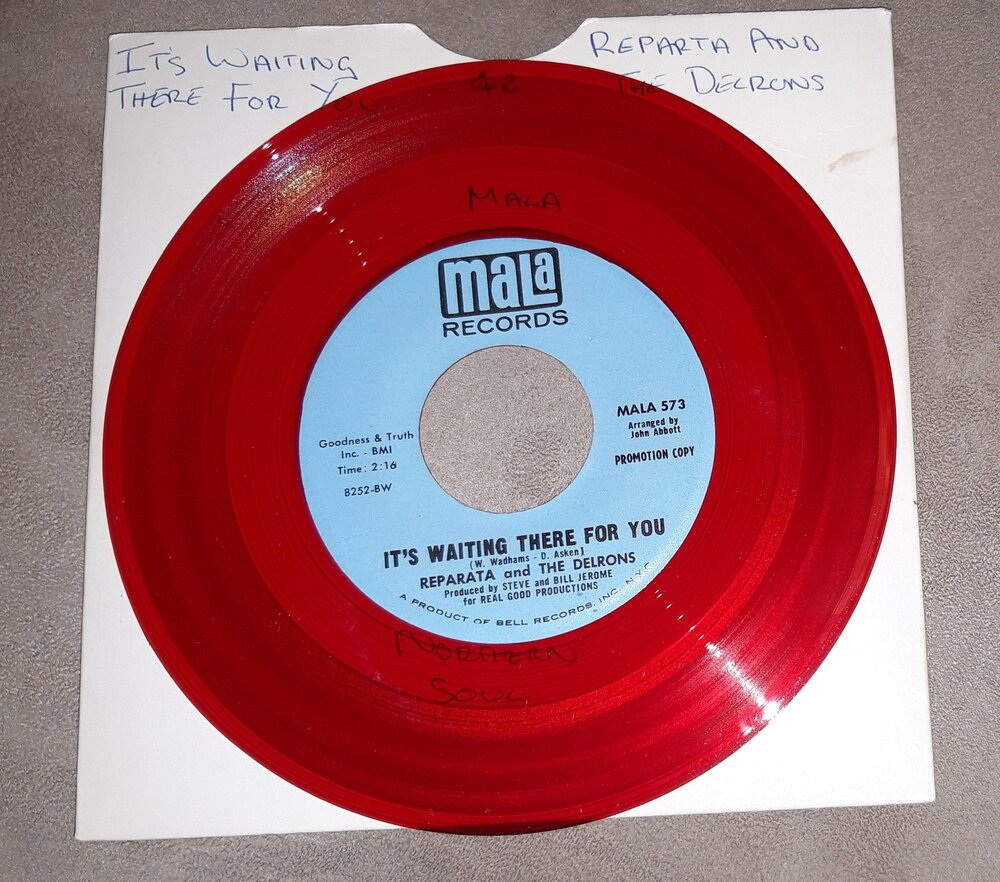 IT'S WAITING
THERE FOR YOU
REPARTA AND
THE DELRONS
42
MALA
mala
RECORDS
MALA 573
Arranged by
John Abbott
PROMOTION COPY
Goodness & Truth
Inc. - BMI
Time: 2:16
8252-BW
IT'S WAITING THERE FOR YOU
(W. Wadhams - D. Asken)
REPARATA and THE DELRONS
Produced by STEVE and BILL JEROME
for REAL GOOD PRODUCTIONS
A PRODUCT OF BELL RECORDS, INC. N.Y.C.
NORTHERN
SOUL